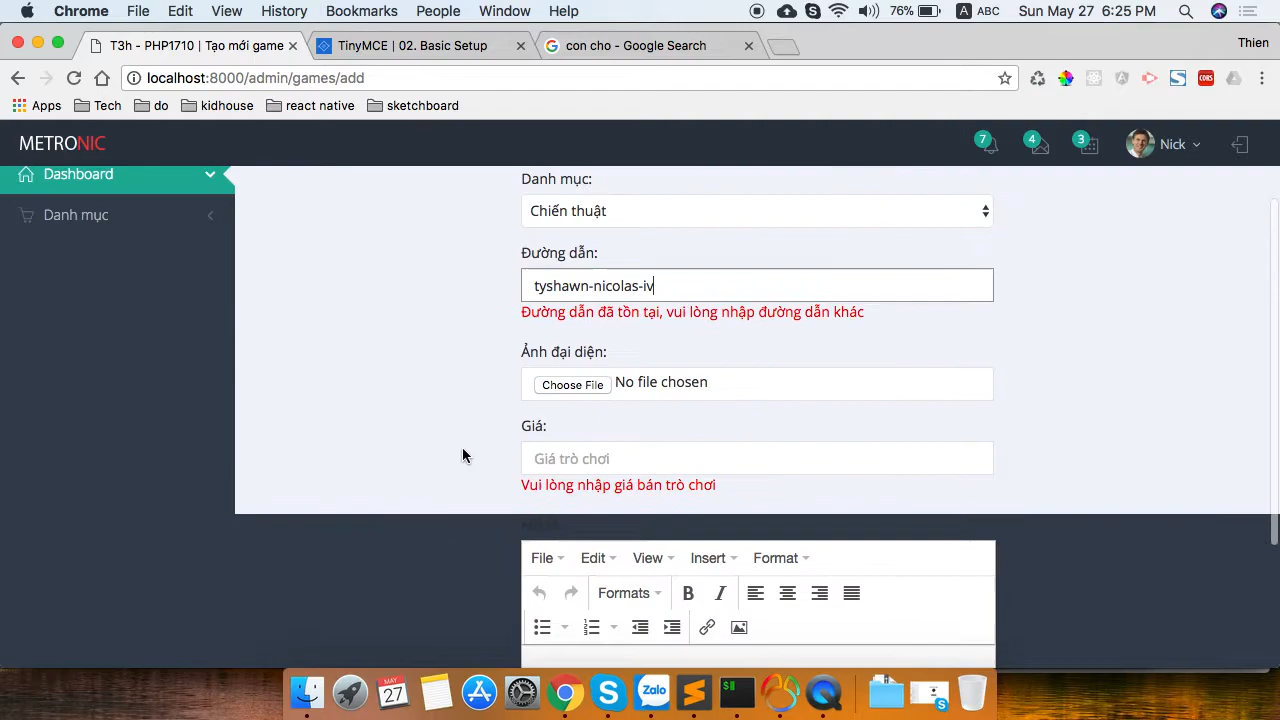 Chrome File Edit View History Bookmarks People Window Help 76% A ABC Sun May 27 6:25 PM
T3h - PHP1710 | Tạo mới game TinyMCE | 02. Basic Setup con cho - Google Search Thien
localhost:8000/admin/games/add
Apps Tech do kidhouse react native sketchboard
METRONIC 7 4 3 Nick
Dashboard
Danh mục
Danh mục:
Chiến thuật
Đường dẫn:
tyshawn-nicolas-iv
Đường dẫn đã tồn tại, vui lòng nhập đường dẫn khác
Ảnh đại diện:
Choose File No file chosen
Giá:
Giá trò chơi
Vui lòng nhập giá bán trò chơi
File Edit View Insert Format
Formats B I
MAY
27
Zalo